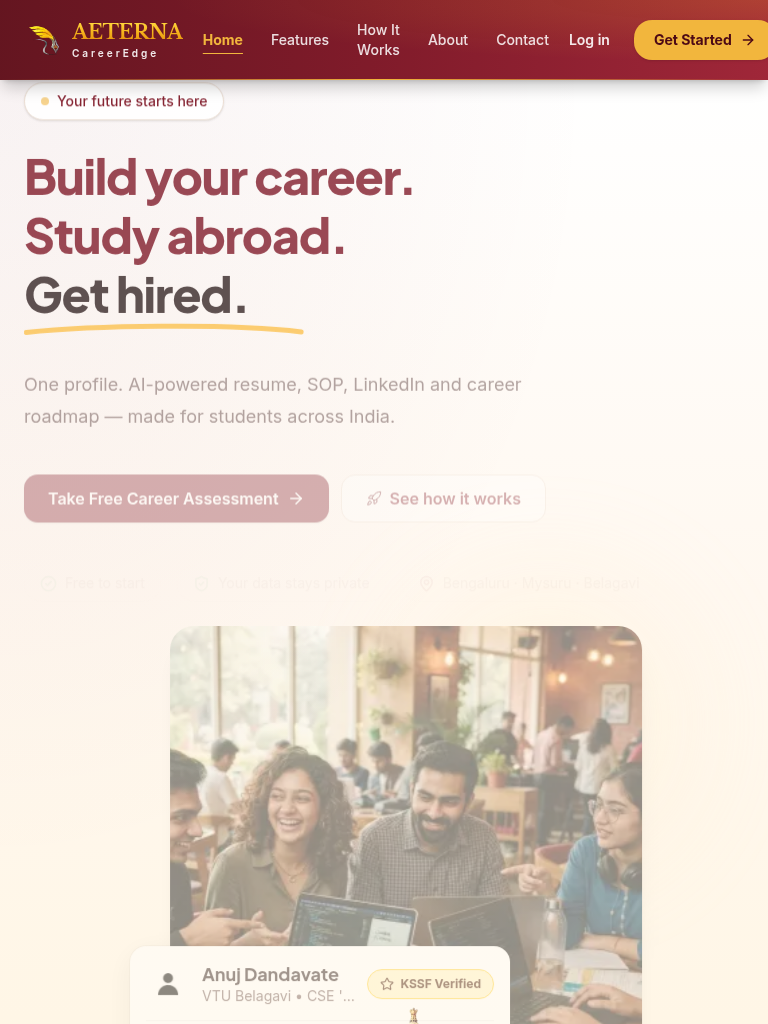 AETERNA
CareerEdge
Home
Features
How It
Works
About
Contact
Log in
Get Started
Your future starts here
Build your career.
Study abroad.
Get hired.
One profile. AI-powered resume, SOP, LinkedIn and career
roadmap — made for students across India.
Take Free Career Assessment
See how it works
Free to start
Your data stays private
Bengaluru · Mysuru · Belagavi
Anuj Dandavate
VTU Belagavi • CSE '...
KSSF Verified